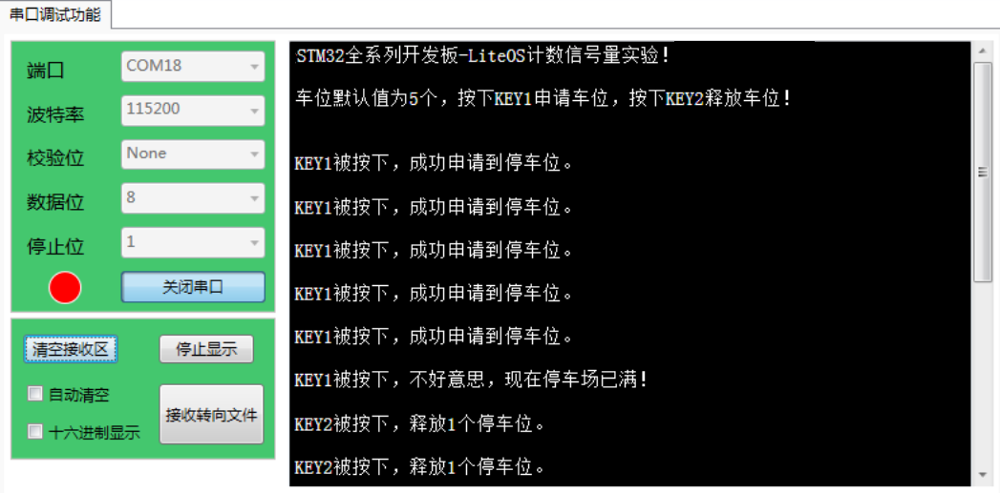 串口调试功能
端口
COM18
波特率
115200
校验位
None
数据位
8
停止位
1
关闭串口
清空接收区
停止显示
自动清空
十六进制显示
接收转向文件
STM32全系列开发板-LiteOS计数信号量实验！
车位默认值为5个，按下KEY1申请车位，按下KEY2释放车位！
KEY1被按下，成功申请到停车位。
KEY1被按下，成功申请到停车位。
KEY1被按下，成功申请到停车位。
KEY1被按下，成功申请到停车位。
KEY1被按下，成功申请到停车位。
KEY1被按下，不好意思，现在停车场已满！
KEY2被按下，释放1个停车位。
KEY2被按下，释放1个停车位。